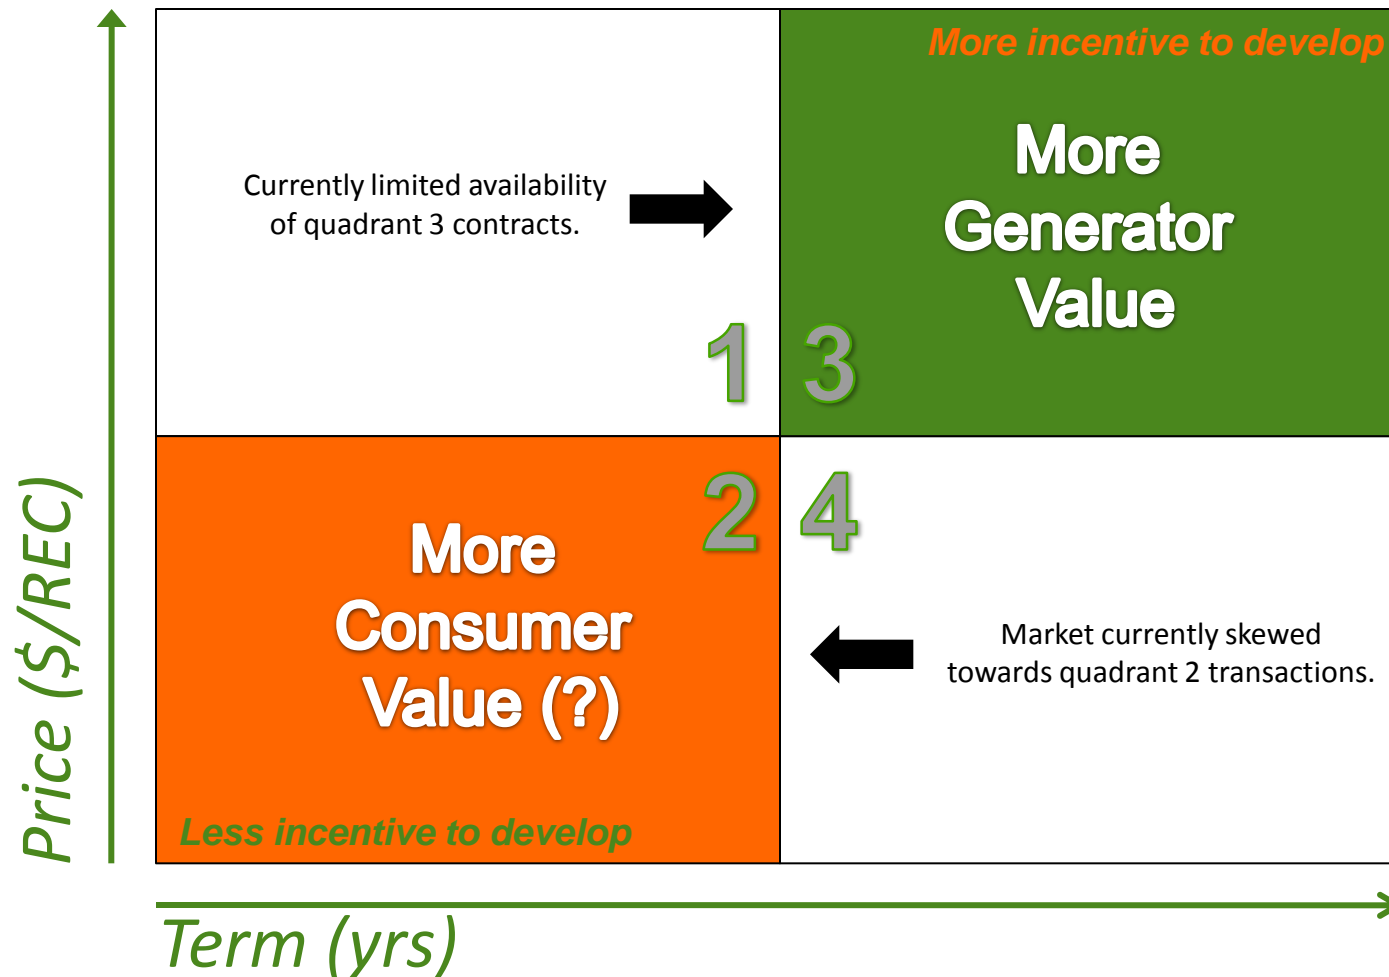 More incentive to develop
Currently limited availability
of quadrant 3 contracts.
More
Generator
Value
1
3
2
4
More
Consumer
Value (?)
Market currently skewed
towards quadrant 2 transactions.
Less incentive to develop
Price ($/REC)
Term (yrs)